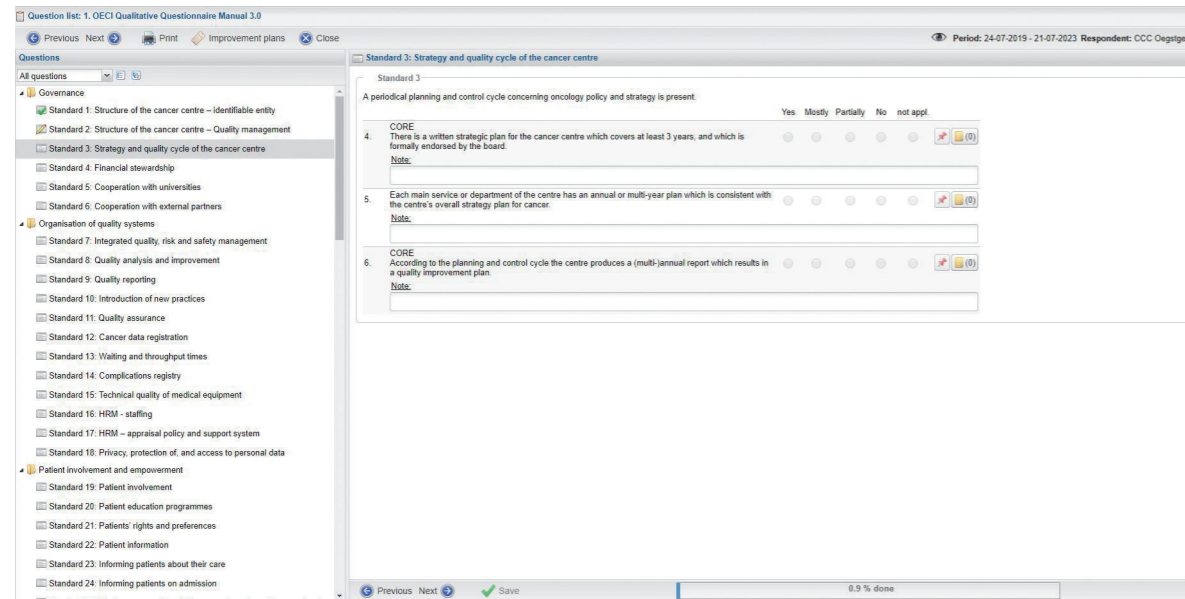 Question list: 1. OECI Qualitative Questionnaire Manual 3.0
Previous Next Print Improvement plans Close
Period: 24-07-2019 - 21-07-2023 Respondent: CCC Oegstge
Questions
All questions
Governance
Standard 1: Structure of the cancer centre – identifiable entity
Standard 2: Structure of the cancer centre – Quality management
Standard 3: Strategy and quality cycle of the cancer centre
Standard 4: Financial stewardship
Standard 5: Cooperation with universities
Standard 6: Cooperation with external partners
Organisation of quality systems
Standard 7: Integrated quality, risk and safety management
Standard 8: Quality analysis and improvement
Standard 9: Quality reporting
Standard 10: Introduction of new practices
Standard 11: Quality assurance
Standard 12: Cancer data registration
Standard 13: Waiting and throughput times
Standard 14: Complications registry
Standard 15: Technical quality of medical equipment
Standard 16: HRM - staffing
Standard 17: HRM – appraisal policy and support system
Standard 18: Privacy, protection of, and access to personal data
Patient involvement and empowerment
Standard 19: Patient involvement
Standard 20: Patient education programmes
Standard 21: Patients' rights and preferences
Standard 22: Patient information
Standard 23: Informing patients about their care
Standard 24: Informing patients on admission
Standard 3: Strategy and quality cycle of the cancer centre
Standard 3
A periodical planning and control cycle concerning oncology policy and strategy is present.
Yes Mostly Partially No not appl.
CORE
4. There is a written strategic plan for the cancer centre which covers at least 3 years, and which is
formally endorsed by the board.
(0)
Note:
5. Each main service or department of the centre has an annual or multi-year plan which is consistent with
the centre's overall strategy plan for cancer.
(0)
Note:
CORE
6. According to the planning and control cycle the centre produces a (multi-)annual report which results in
a quality improvement plan.
(0)
Note:
Previous Next Save 0.9 % done